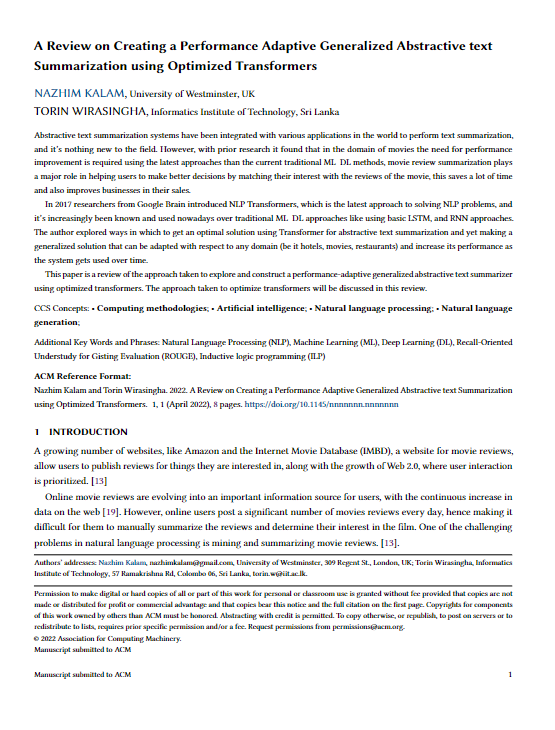 A Review on Creating a Performance Adaptive Generalized Abstractive text
Summarization using Optimized Transformers
NAZHIM KALAM, University of Westminster, UK
TORIN WIRASINGHA, Informatics Institute of Technology, Sri Lanka
Abstractive text summarization systems have been integrated with various applications in the world to perform text summarization,
and it's nothing new to the field. However, with prior research it found that in the domain of movies the need for performance
improvement is required using the latest approaches than the current traditional ML DL methods, movie review summarization plays
a major role in helping users to make better decisions by matching their interest with the reviews of the movie, this saves a lot of time
and also improves businesses in their sales.
In 2017 researchers from Google Brain introduced NLP Transformers, which is the latest approach to solving NLP problems, and
it's increasingly been known and used nowadays over traditional ML DL approaches like using basic LSTM, and RNN approaches.
The author explored ways in which to get an optimal solution using Transformer for abstractive text summarization and yet making a
generalized solution that can be adapted with respect to any domain (be it hotels, movies, restaurants) and increase its performance as
the system gets used over time.
This paper is a review of the approach taken to explore and construct a performance-adaptive generalized abstractive text summarizer
using optimized transformers. The approach taken to optimize transformers will be discussed in this review.
CCS Concepts: • Computing methodologies; • Artificial intelligence; • Natural language processing; • Natural language
generation;
Additional Key Words and Phrases: Natural Language Processing (NLP), Machine Learning (ML), Deep Learning (DL), Recall-Oriented
Understudy for Gisting Evaluation (ROUGE), Inductive logic programming (ILP)
ACM Reference Format:
Nazhim Kalam and Torin Wirasingha. 2022. A Review on Creating a Performance Adaptive Generalized Abstractive text Summarization
using Optimized Transformers. 1, 1 (April 2022), 8 pages. https://doi.org/10.1145/nnnnnnn.nnnnnnn
1 INTRODUCTION
A growing number of websites, like Amazon and the Internet Movie Database (IMBD), a website for movie reviews,
allow users to publish reviews for things they are interested in, along with the growth of Web 2.0, where user interaction
is prioritized. [13]
Online movie reviews are evolving into an important information source for users, with the continuous increase in
data on the web [19]. However, online users post a significant number of movies reviews every day, hence making it
difficult for them to manually summarize the reviews and determine their interest in the film. One of the challenging
problems in natural language processing is mining and summarizing movie reviews. [13].
Authors' addresses: Nazhim Kalam, nazhimkalam@gmail.com, University of Westminster, 309 Regent St., London, UK; Torin Wirasingha, Informatics
Institute of Technology, 57 Ramakrishna Rd, Colombo 06, Sri Lanka, torin.w@iit.ac.lk.
Permission to make digital or hard copies of all or part of this work for personal or classroom use is granted without fee provided that copies are not
made or distributed for profit or commercial advantage and that copies bear this notice and the full citation on the first page. Copyrights for components
of this work owned by others than ACM must be honored. Abstracting with credit is permitted. To copy otherwise, or republish, to post on servers or to
redistribute to lists, requires prior specific permission and/or a fee. Request permissions from permissions@acm.org.
© 2022 Association for Computing Machinery.
Manuscript submitted to ACM
Manuscript submitted to ACM 1